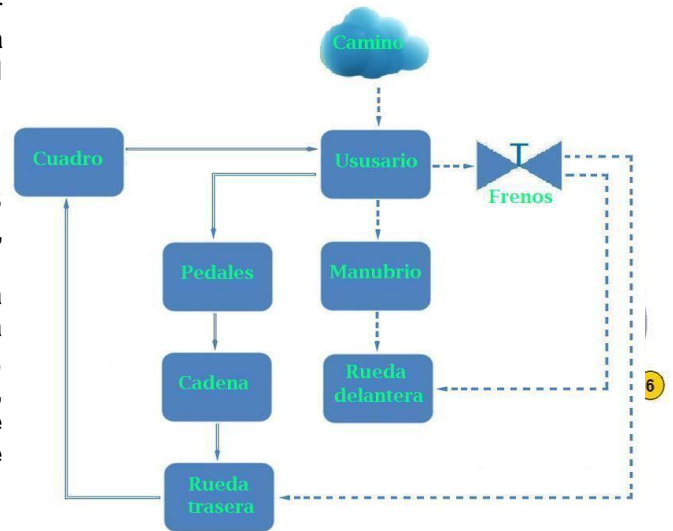 Camino
Cuadro
Ususario
Frenos
Pedales
Manubrio
Cadena
Rueda
delantera
6
Rueda
trasera